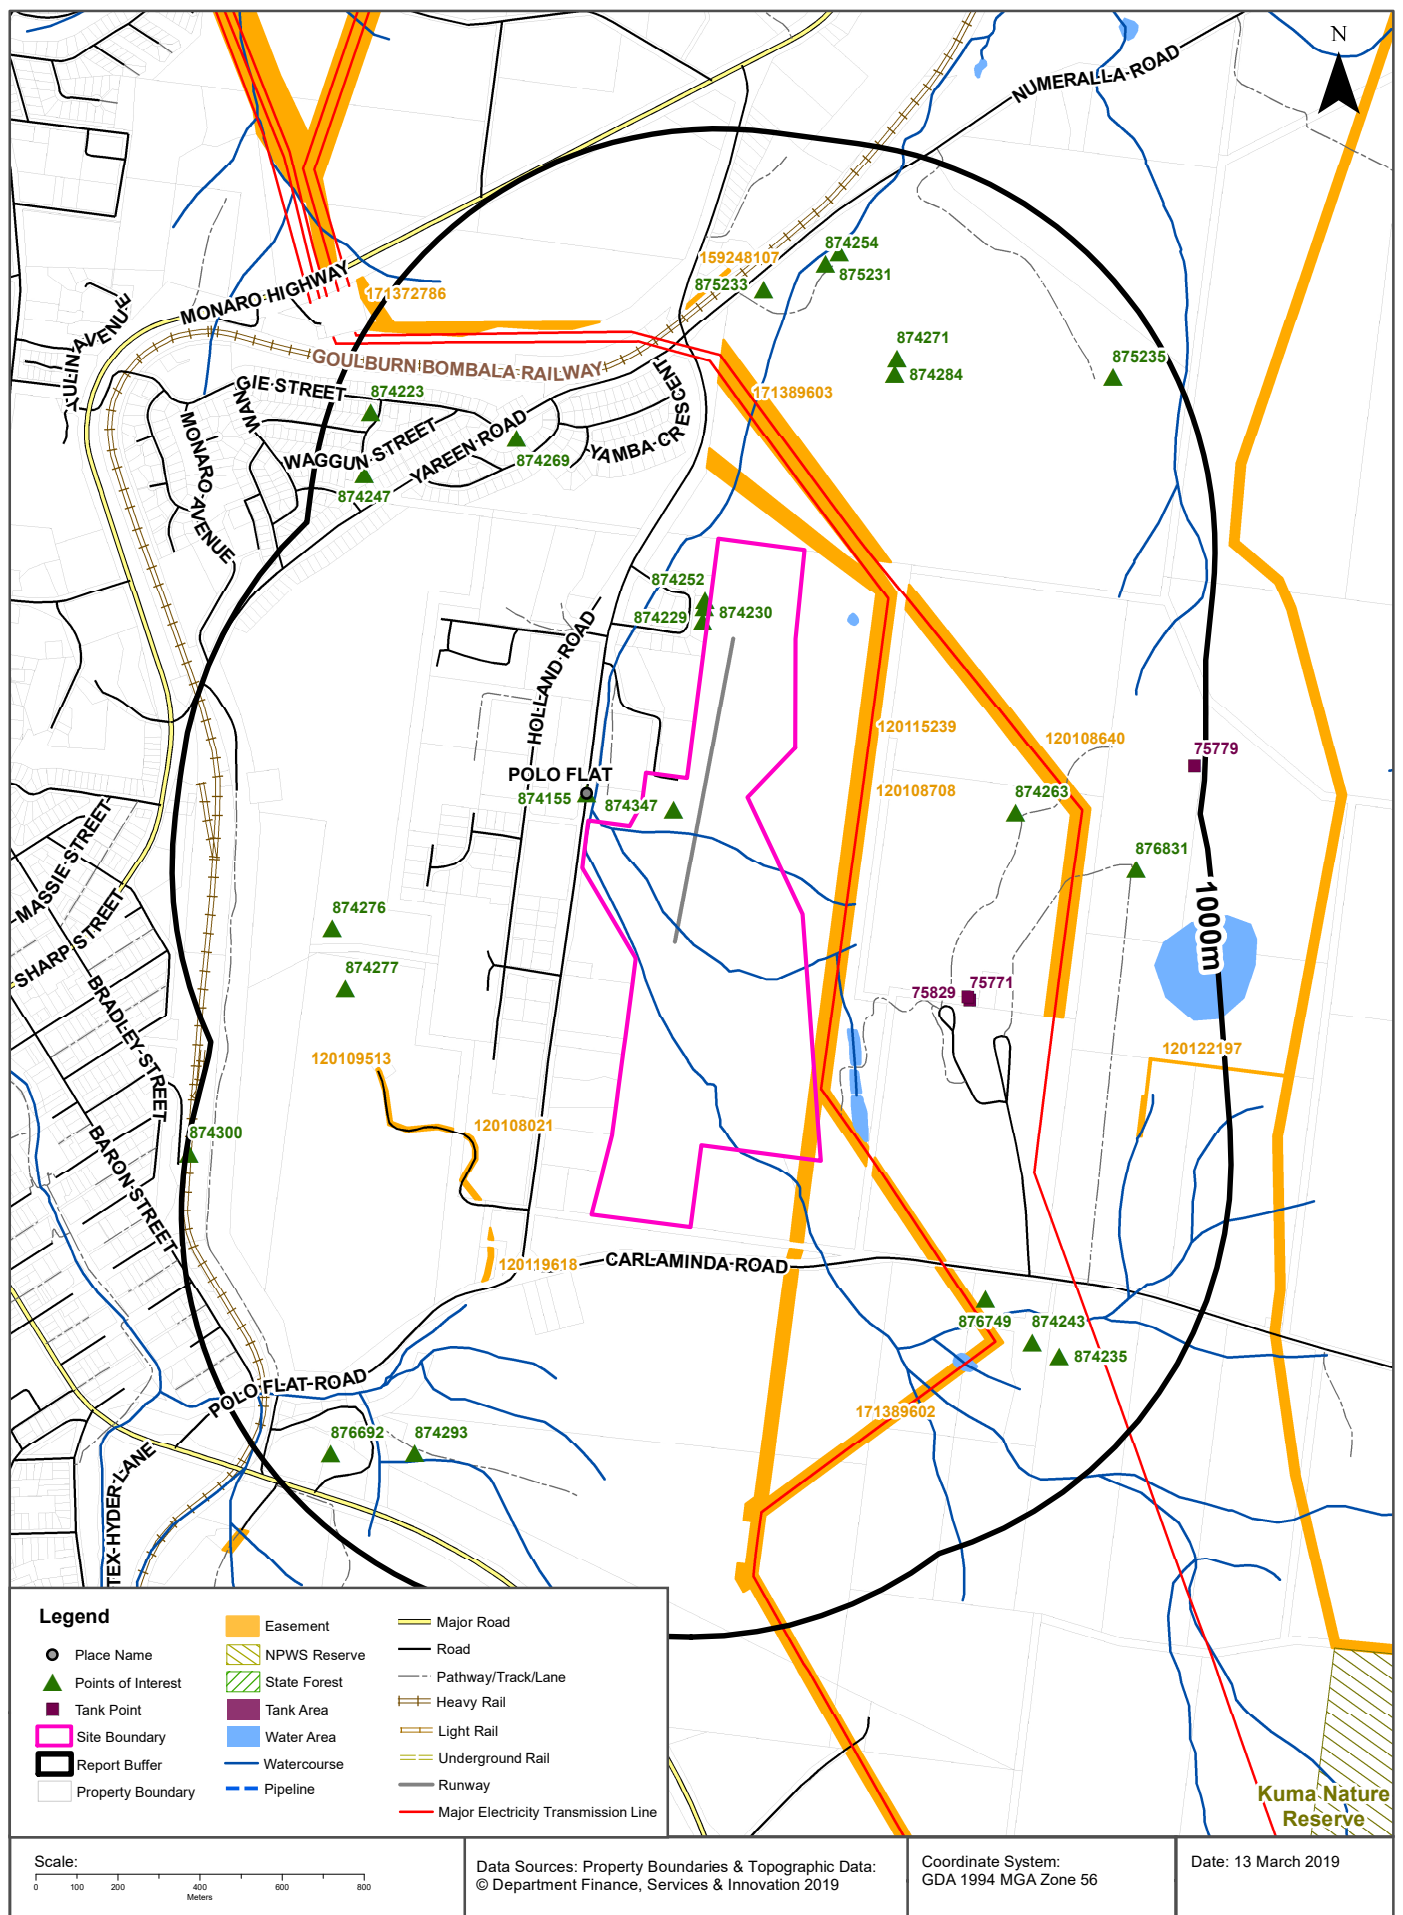 N
NUMERALLA ROAD
874254
159248107
875231
875233
MONARO HIGHWAY
171372786
YULIN AVENUE
AVENUE
874271
GOULBURN BOMBALA RAILWAY
875235
874284
GIE STREET
WAN
874223
171389603
YAMBA CRESCENT
MONARO AVENUE
WAGGUN STREET
YAREEN ROAD
874269
874247
874252
874229
874230
HOLLAND ROAD
120115239
120108640
75779
POLO FLAT
874155
874347
120108708
874263
876831
MASSIE STREET
SHARP STREET
874276
1000m
874277
75829
75771
BRADLEY STREET
120109513
120122197
120108021
874300
BARON STREET
120119618
CARLAMINDA ROAD
876749
874243
874235
POLO FLAT ROAD
171389602
876692
874293
TEX HYDER LANE
Legend
Place Name
Points of Interest
Tank Point
Site Boundary
Report Buffer
Property Boundary
Easement
NPWS Reserve
State Forest
Tank Area
Water Area
Watercourse
Pipeline
Major Road
Road
Pathway/Track/Lane
Heavy Rail
Light Rail
Underground Rail
Runway
Major Electricity Transmission Line
Kuma Nature
Reserve
Scale:
0 100 200 400 600 800
Meters
Data Sources: Property Boundaries & Topographic Data:
© Department Finance, Services & Innovation 2019
Coordinate System:
GDA 1994 MGA Zone 56
Date: 13 March 2019